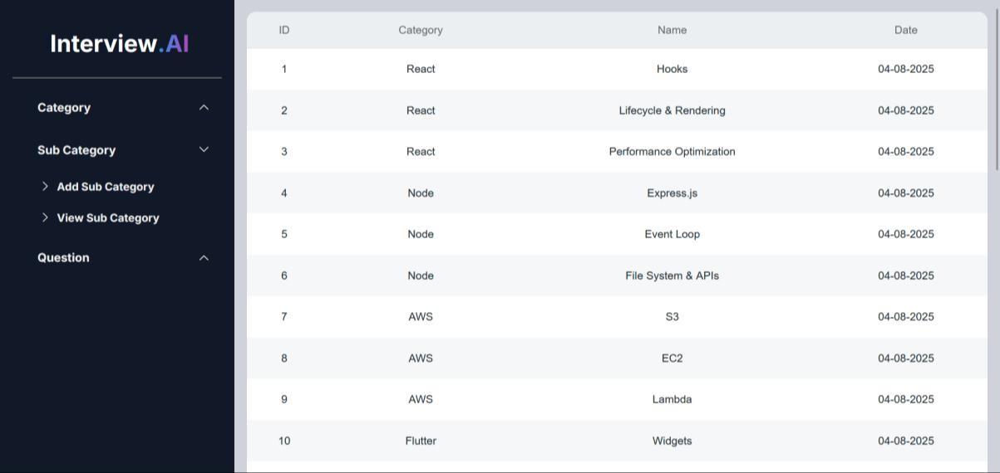 Interview.AI
Category
Sub Category
Add Sub Category
View Sub Category
Question
ID Category Name Date
1 React Hooks 04-08-2025
2 React Lifecycle & Rendering 04-08-2025
3 React Performance Optimization 04-08-2025
4 Node Express.js 04-08-2025
5 Node Event Loop 04-08-2025
6 Node File System & APIs 04-08-2025
7 AWS S3 04-08-2025
8 AWS EC2 04-08-2025
9 AWS Lambda 04-08-2025
10 Flutter Widgets 04-08-2025